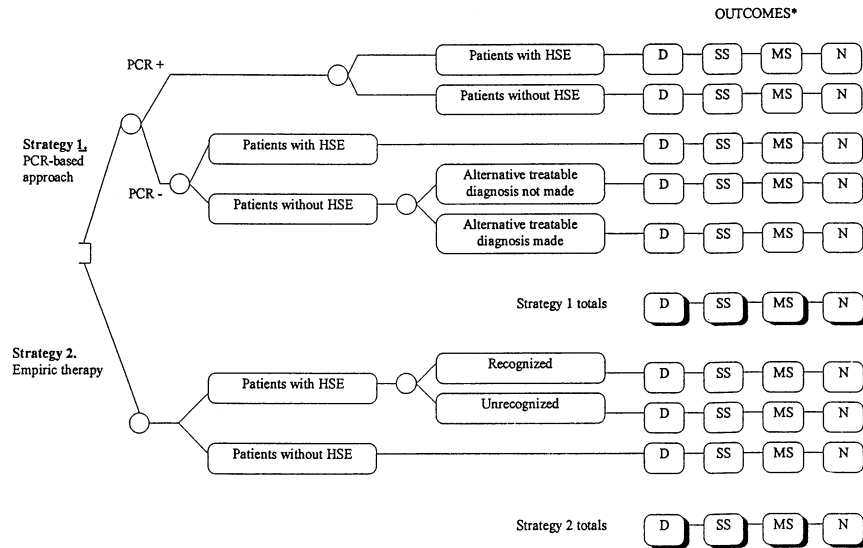 OUTCOMES*
PCR +
Patients with HSE
D SS MS N
Patients without HSE
D SS MS N
Strategy 1.
PCR-based
approach
Patients with HSE
D SS MS N
PCR -
Patients without HSE
Alternative treatable
diagnosis not made
D SS MS N
Alternative treatable
diagnosis made
D SS MS N
Strategy 1 totals
D SS MS N
Strategy 2.
Empiric therapy
Patients with HSE
Recognized
D SS MS N
Unrecognized
D SS MS N
Patients without HSE
D SS MS N
Strategy 2 totals
D SS MS N